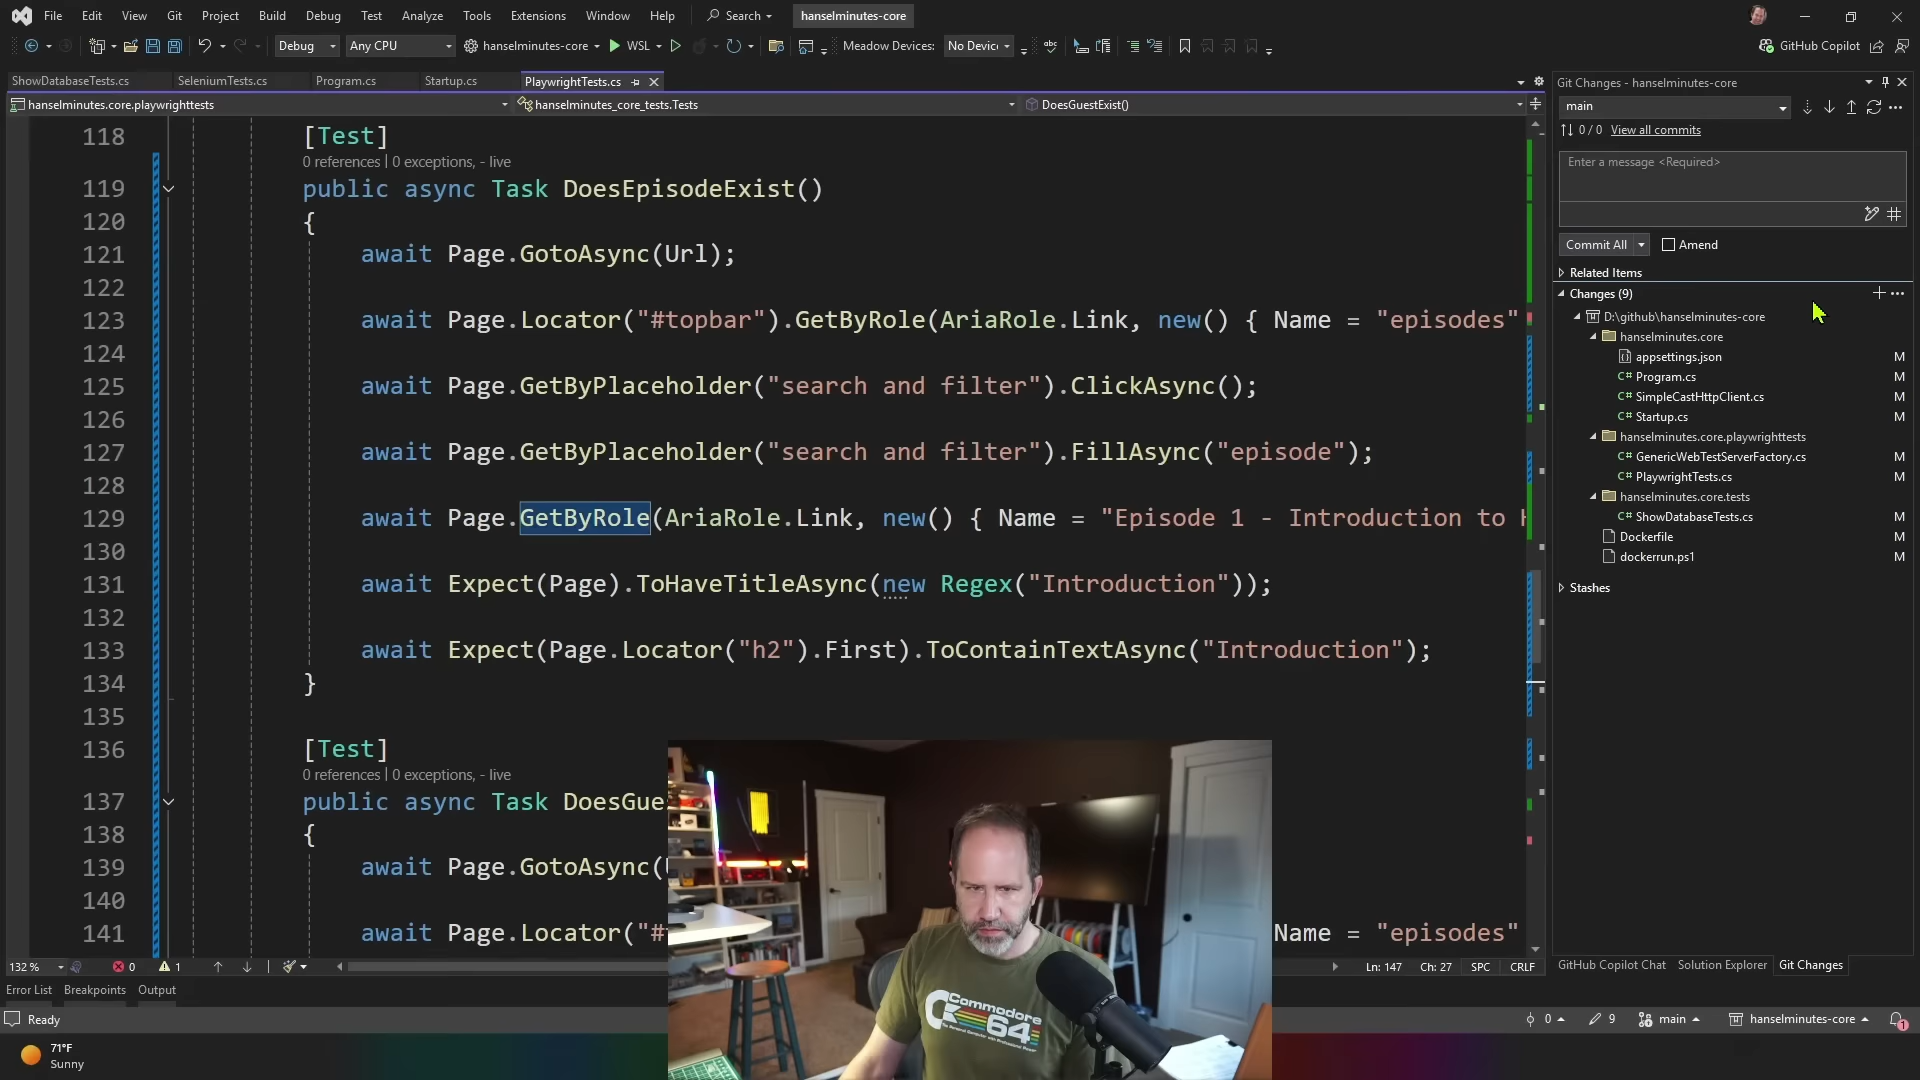 File Edit View Git Project Build Debug Test Analyze Tools Extensions Window Help Search hanselminutes-core
Debug Any CPU hanselminutes-core WSL Meadow Devices: No Devic GitHub Copilot
ShowDatabaseTests.cs SeleniumTests.cs Program.cs Startup.cs PlaywrightTests.cs
hanselminutes.core.playwrighttests hanselminutes_core_tests.Tests DoesGuestExist()
118 [Test]
0 references | 0 exceptions, - live
119 public async Task DoesEpisodeExist()
120 {
121 await Page.GotoAsync(Url);
122
123 await Page.Locator("#topbar").GetByRole(AriaRole.Link, new() { Name = "episodes"
124
125 await Page.GetByPlaceholder("search and filter").ClickAsync();
126
127 await Page.GetByPlaceholder("search and filter").FillAsync("episode");
128
129 await Page.GetByRole(AriaRole.Link, new() { Name = "Episode 1 - Introduction to
130
131 await Expect(Page).ToHaveTitleAsync(new Regex("Introduction"));
132
133 await Expect(Page.Locator("h2").First).ToContainTextAsync("Introduction");
134 }
135
136 [Test]
0 references | 0 exceptions, - live
137 public async Task DoesGue
138 {
139 await Page.GotoAsync(
140
141 await Page.Locator("# Name = "episodes"
132 % 0 1 Ln: 147 Ch: 27 SPC CRLF
Error List Breakpoints Output
Ready 0 9 main hanselminutes-core 1
71°F
Sunny
Commodore
64
Git Changes - hanselminutes-core
main
0 / 0 View all commits
Enter a message <Required>
Commit All Amend
Related Items
Changes (9)
D:\github\hanselminutes-core
hanselminutes.core
appsettings.json M
C# Program.cs M
C# SimpleCastHttpClient.cs M
C# Startup.cs M
hanselminutes.core.playwrighttests
C# GenericWebTestServerFactory.cs M
C# PlaywrightTests.cs M
hanselminutes.core.tests
C# ShowDatabaseTests.cs M
Dockerfile M
dockerrun.ps1 M
Stashes
GitHub Copilot Chat Solution Explorer Git Changes